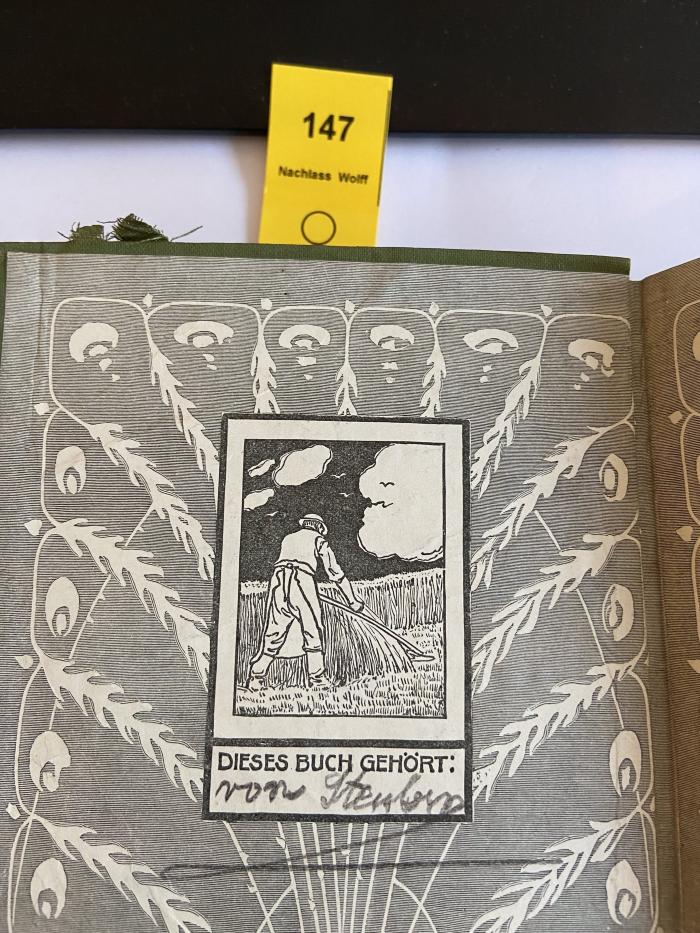 147
Nachlass Wolff
DIESES BUCH GEHÖRT:
von